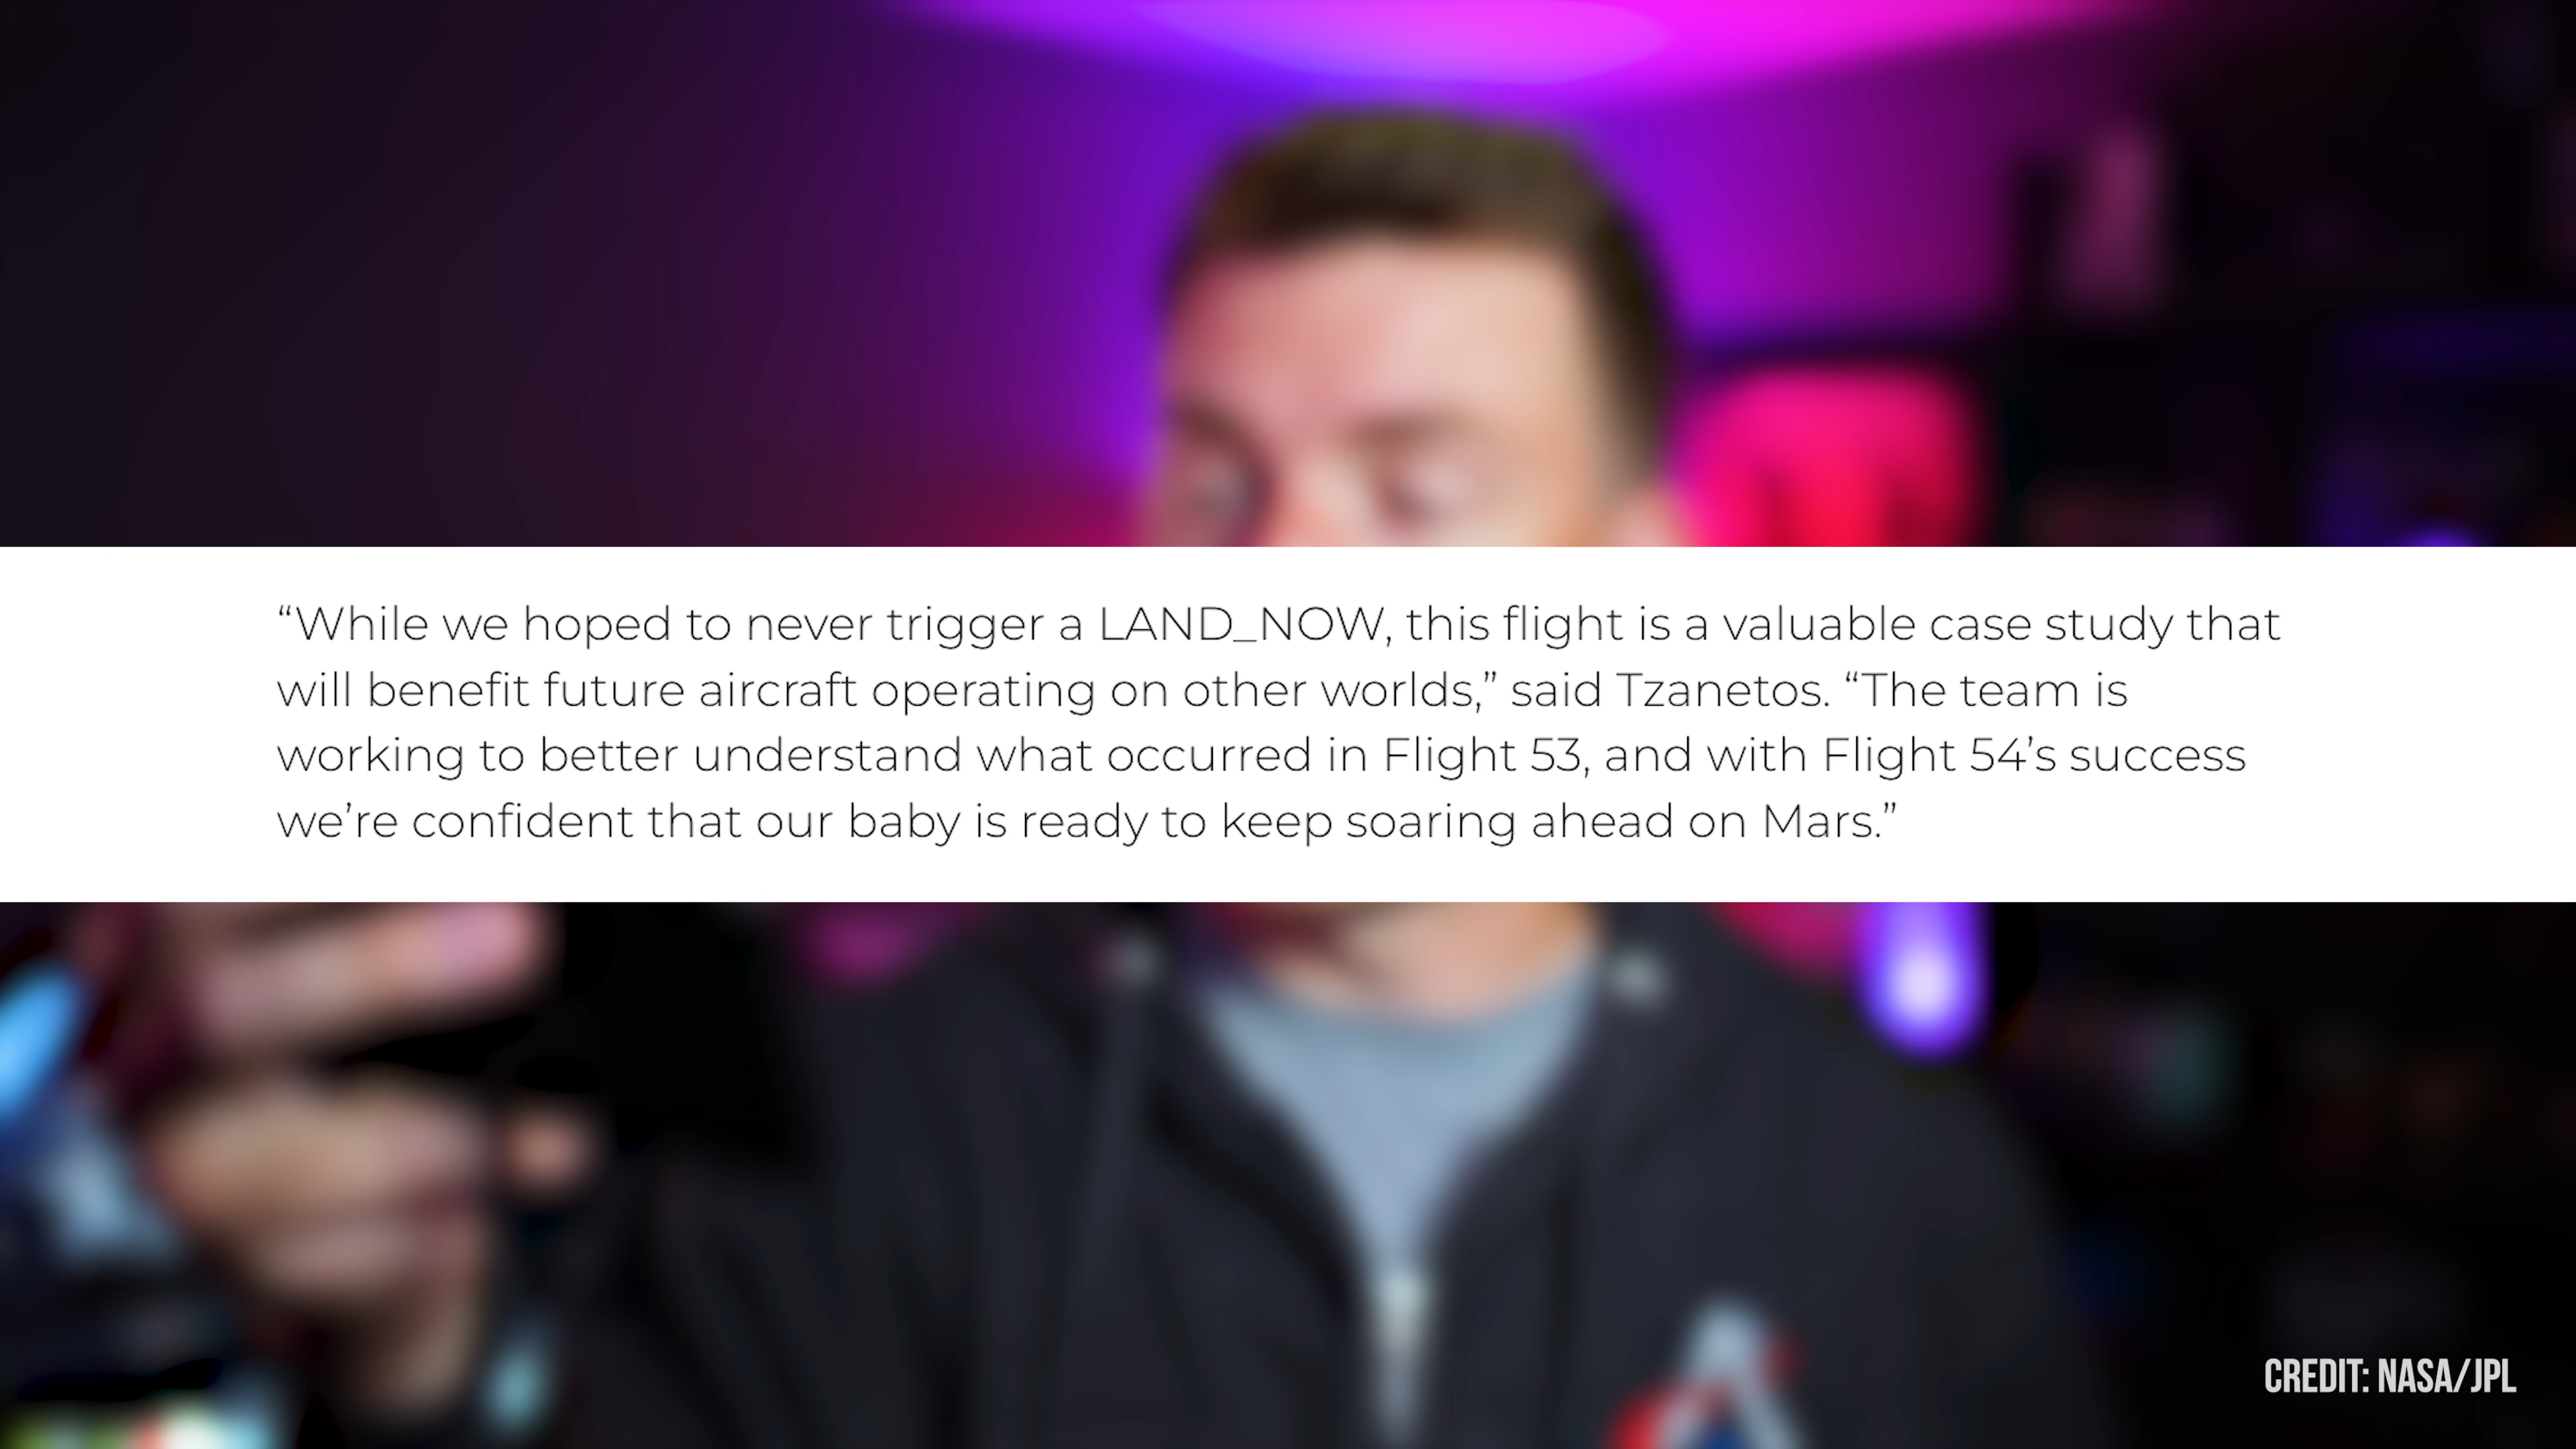 “While we hoped to never trigger a LAND_NOW, this flight is a valuable case study that
will benefit future aircraft operating on other worlds,” said Tzanetos. “The team is
working to better understand what occurred in Flight 53, and with Flight 54’s success
we’re confident that our baby is ready to keep soaring ahead on Mars.”
CREDIT: NASA/JPL